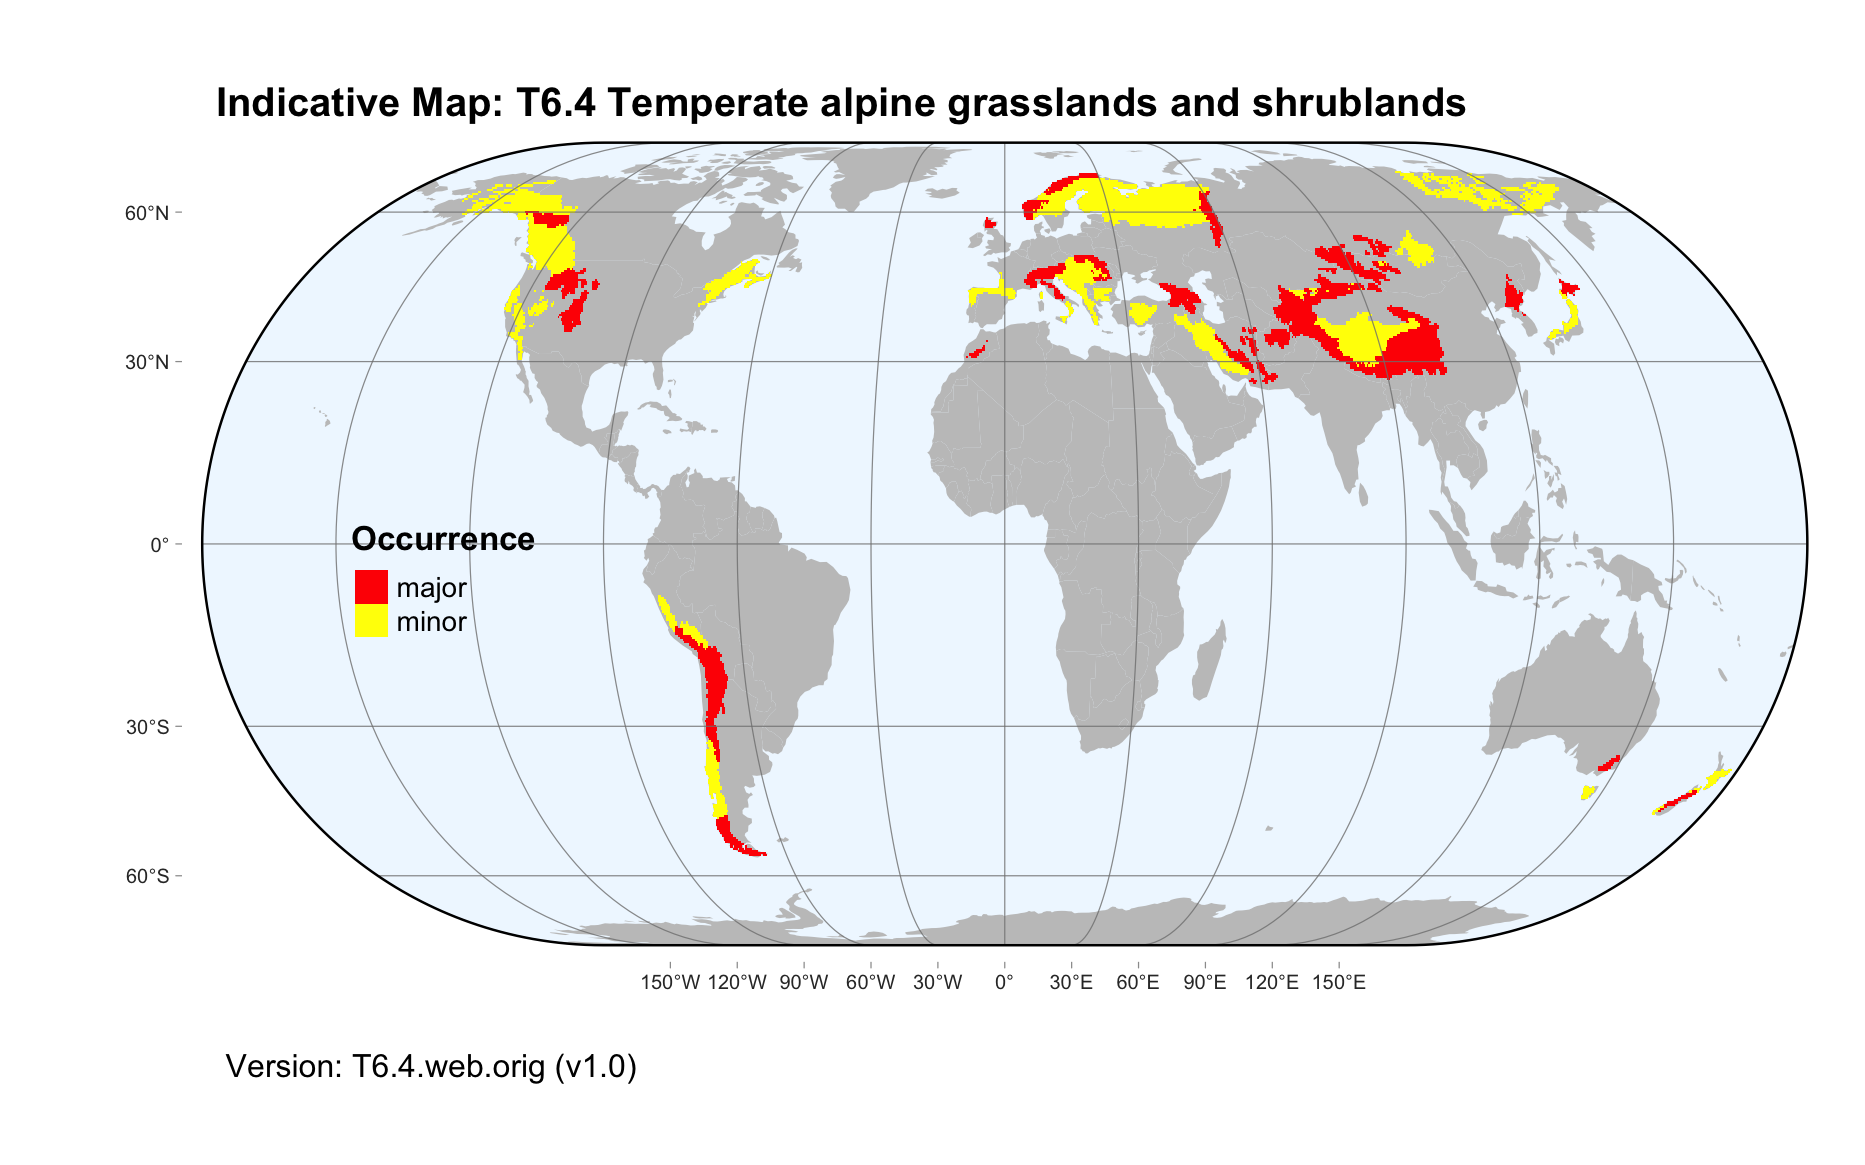 Indicative Map: T6.4 Temperate alpine grasslands and shrublands
60°N
30°N
0°
30°S
60°S
Occurrence
major
minor
150°W 120°W 90°W 60°W 30°W 0° 30°E 60°E 90°E 120°E 150°E
Version: T6.4.web.orig (v1.0)